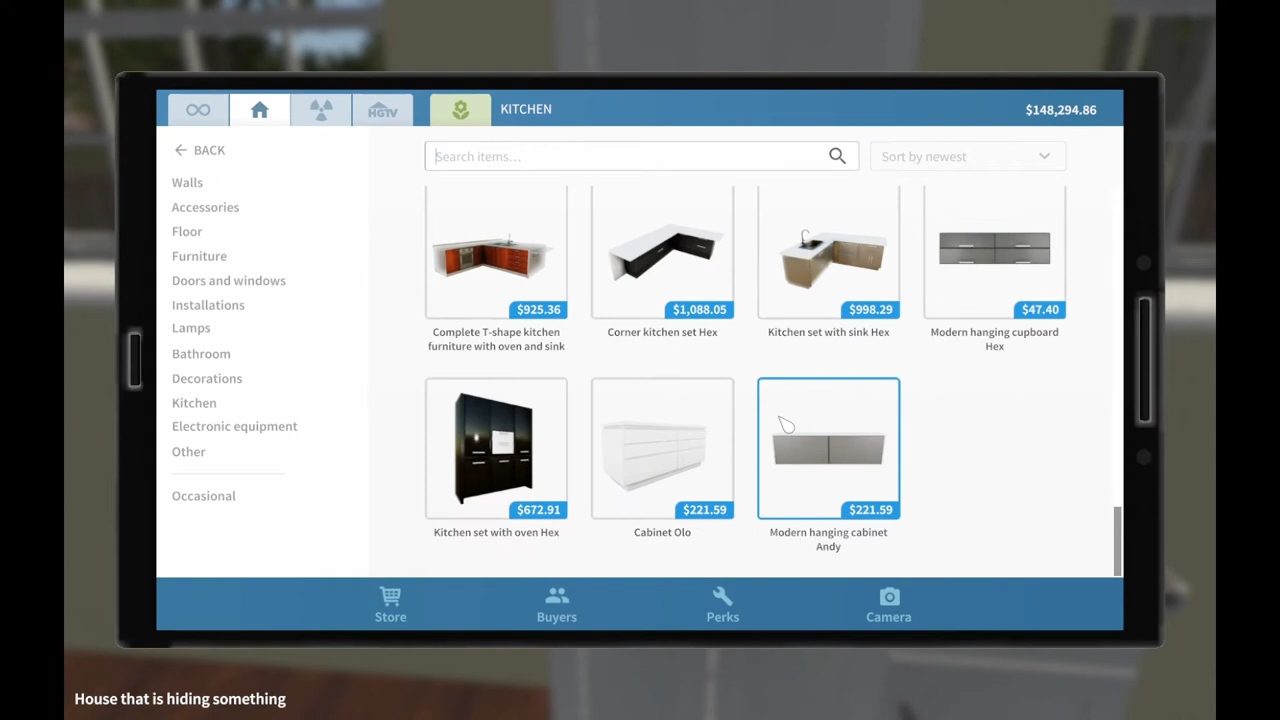 HGTV
KITCHEN
$148,294.86
BACK
Search items...
Sort by newest
Walls
Accessories
Floor
Furniture
Doors and windows
Installations
Lamps
Bathroom
Decorations
Kitchen
Electronic equipment
Other
Occasional
$925.36
$1,088.05
$998.29
$47.40
Complete T-shape kitchen
furniture with oven and sink
Corner kitchen set Hex
Kitchen set with sink Hex
Modern hanging cupboard
Hex
$672.91
$221.59
$221.59
Kitchen set with oven Hex
Cabinet Olo
Modern hanging cabinet
Andy
Store
Buyers
Perks
Camera
House that is hiding something